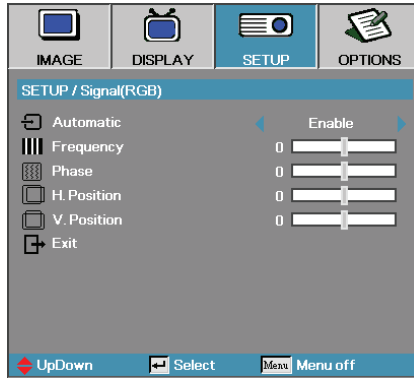 IMAGE DISPLAY SETUP OPTIONS
SETUP / Signal(RGB)
Automatic Enable
Frequency 0
Phase 0
H. Position 0
V. Position 0
Exit
UpDown Select Menu Menu off